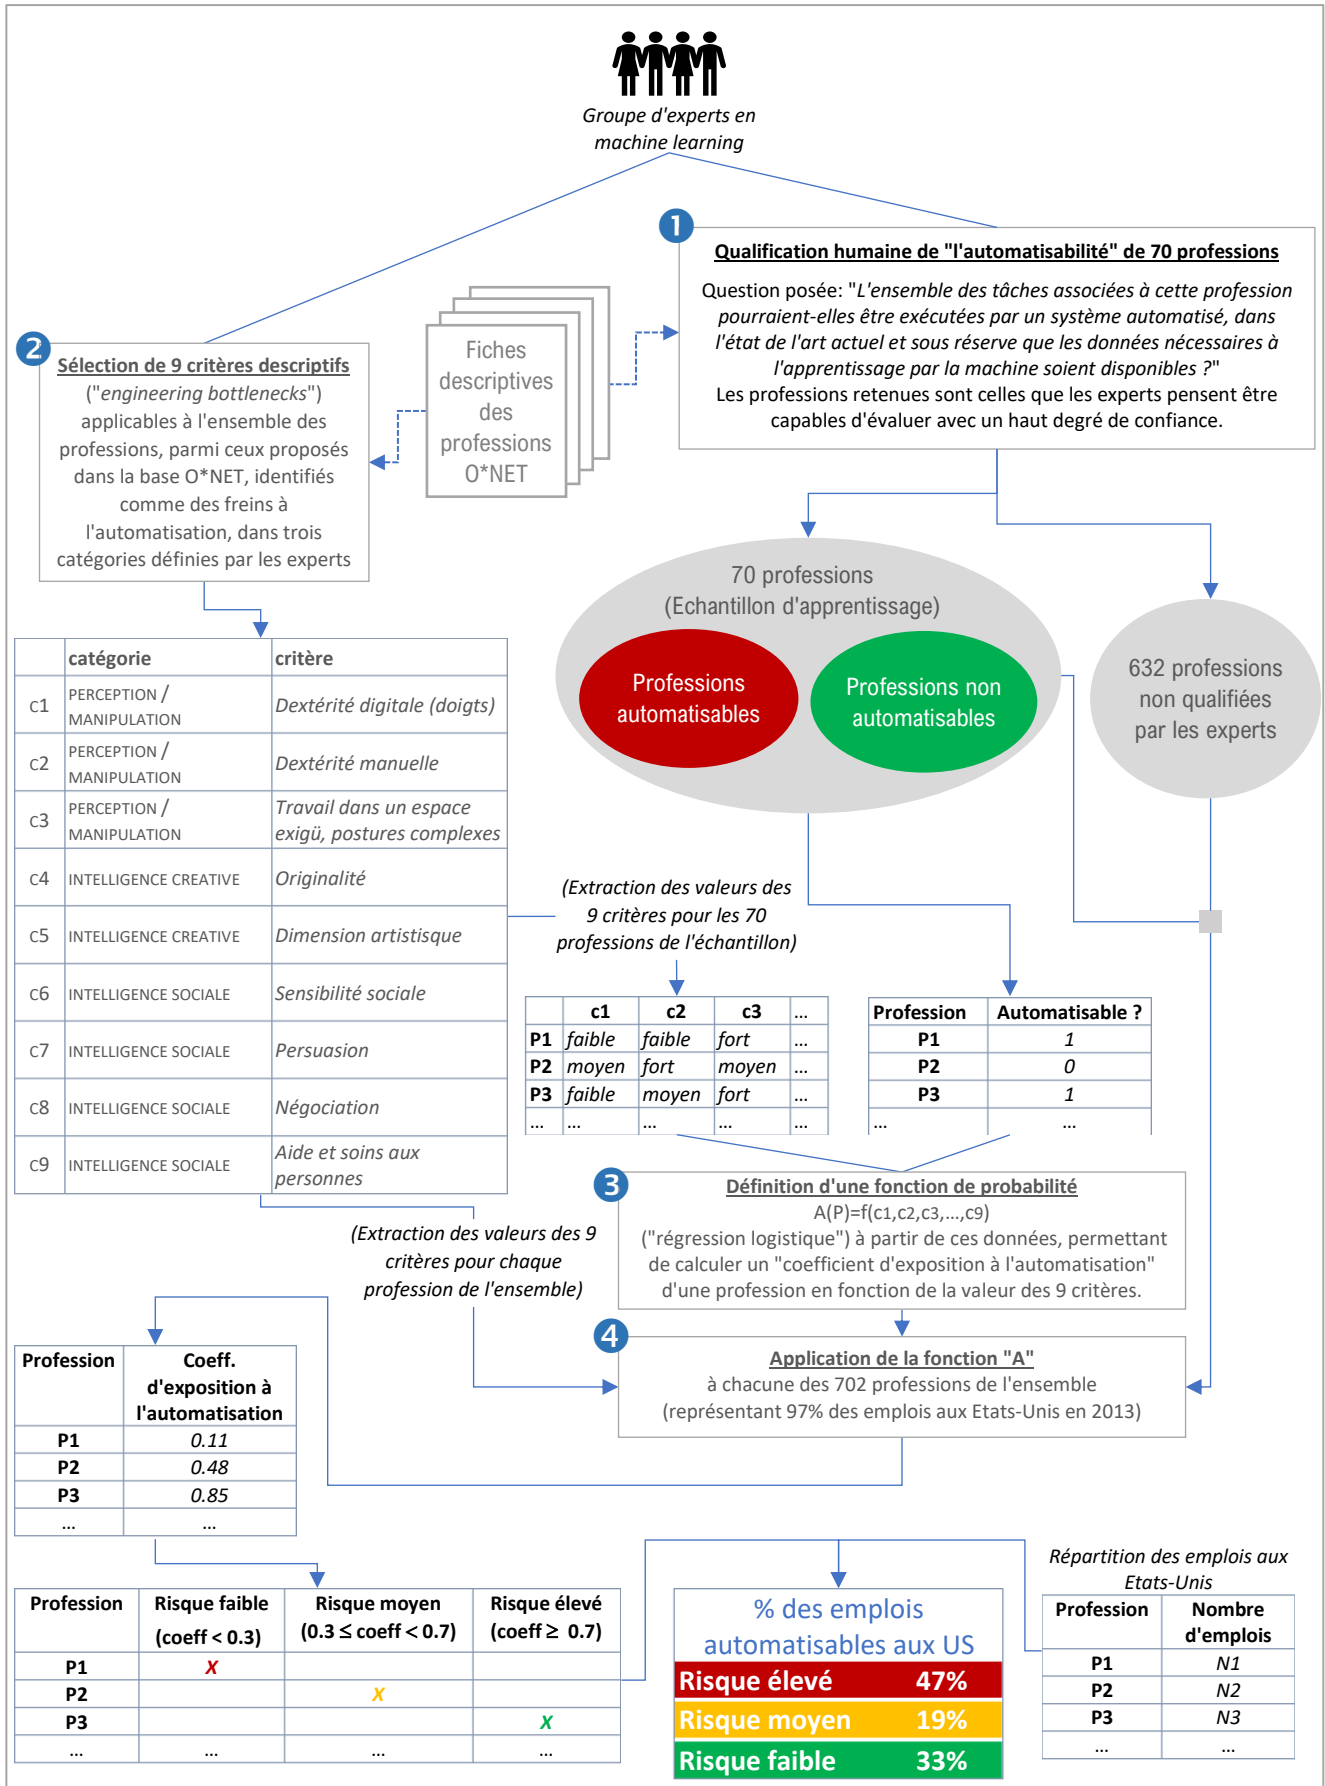 Groupe d'experts en
machine learning
1
Qualification humaine de "l'automatisabilité" de 70 professions
Question posée: "L'ensemble des tâches associées à cette profession
pourraient-elles être exécutées par un système automatisé, dans
l'état de l'art actuel et sous réserve que les données nécessaires à
l'apprentissage par la machine soient disponibles ?"
Les professions retenues sont celles que les experts pensent être
capables d'évaluer avec un haut degré de confiance.
Fiches
descriptives
des
professions
O*NET
2
Sélection de 9 critères descriptifs
("engineering bottlenecks")
applicables à l'ensemble des
professions, parmi ceux proposés
dans la base O*NET, identifiés
comme des freins à
l'automatisation, dans trois
catégories définies par les experts
70 professions
(Echantillon d'apprentissage)
Professions
automatisables
Professions non
automatisables
632 professions
non qualifiées
par les experts
catégorie critère
c1 PERCEPTION / MANIPULATION Dextérité digitale (doigts)
c2 PERCEPTION / MANIPULATION Dextérité manuelle
c3 PERCEPTION / MANIPULATION Travail dans un espace exigü, postures complexes
c4 INTELLIGENCE CREATIVE Originalité
c5 INTELLIGENCE CREATIVE Dimension artistisque
c6 INTELLIGENCE SOCIALE Sensibilité sociale
c7 INTELLIGENCE SOCIALE Persuasion
c8 INTELLIGENCE SOCIALE Négociation
c9 INTELLIGENCE SOCIALE Aide et soins aux personnes
(Extraction des valeurs des
9 critères pour les 70
professions de l'échantillon)
c1 c2 c3 ...
P1 faible faible fort ...
P2 moyen fort moyen ...
P3 faible moyen fort ...
... ... ... ... ...
Profession Automatisable ?
P1 1
P2 0
P3 1
... ...
3
Définition d'une fonction de probabilité
A(P)=f(c1,c2,c3,...,c9)
("régression logistique") à partir de ces données, permettant
de calculer un "coefficient d'exposition à l'automatisation"
d'une profession en fonction de la valeur des 9 critères.
(Extraction des valeurs des 9
critères pour chaque
profession de l'ensemble)
4
Application de la fonction "A"
à chacune des 702 professions de l'ensemble
(représentant 97% des emplois aux Etats-Unis en 2013)
Profession Coeff. d'exposition à l'automatisation
P1 0.11
P2 0.48
P3 0.85
... ...
Profession Risque faible (coeff < 0.3) Risque moyen (0.3 ≤ coeff < 0.7) Risque élevé (coeff ≥ 0.7)
P1 X
P2 X
P3 X
... ... ... ...
% des emplois
automatisables aux US
Risque élevé 47%
Risque moyen 19%
Risque faible 33%
Répartition des emplois aux
Etats-Unis
Profession Nombre d'emplois
P1 N1
P2 N2
P3 N3
... ...